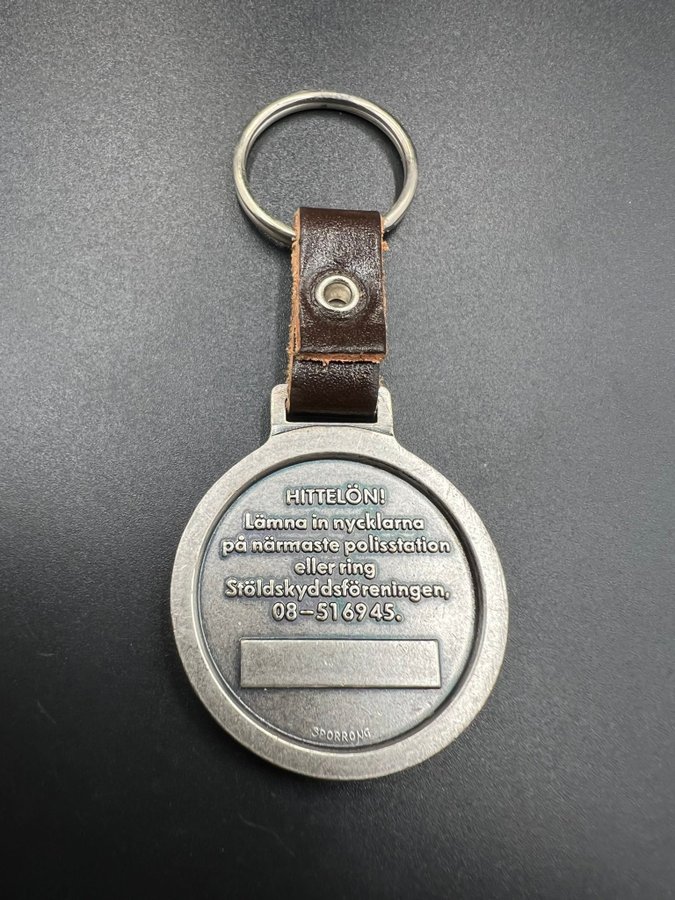 HITTELÖN!
Lämna in nycklarna
på närmaste polisstation
eller ring
Stöldskyddsföreningen,
08–516945.
SPORRONG